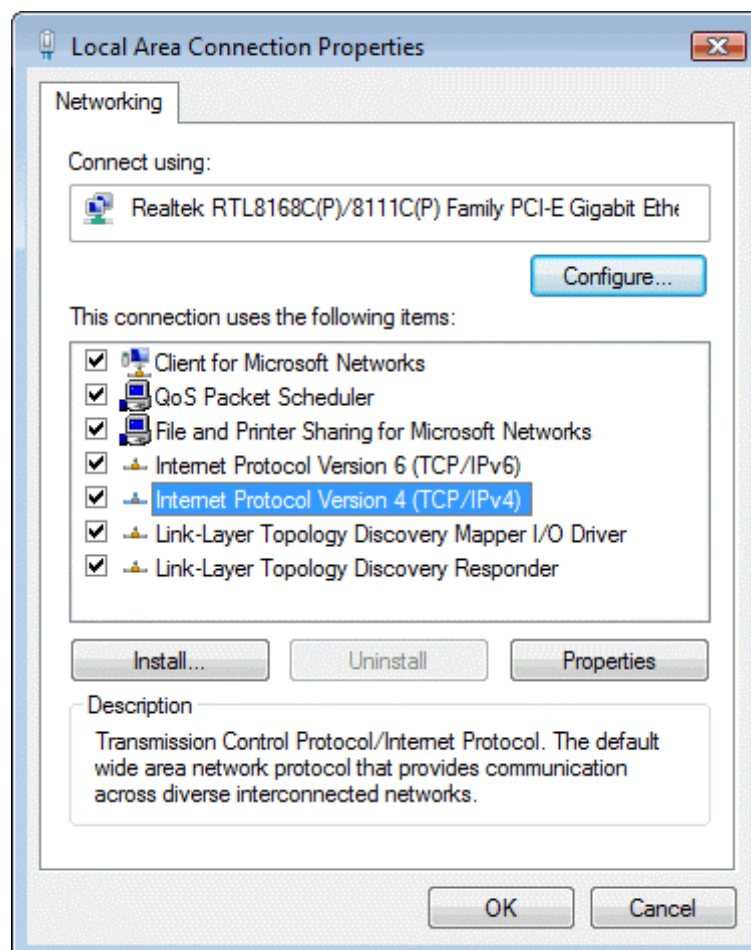 Local Area Connection Properties
Networking
Connect using:
Realtek RTL8168C(P)/8111C(P) Family PCI-E Gigabit Ethe
Configure...
This connection uses the following items:
Client for Microsoft Networks
QoS Packet Scheduler
File and Printer Sharing for Microsoft Networks
Internet Protocol Version 6 (TCP/IPv6)
Internet Protocol Version 4 (TCP/IPv4)
Link-Layer Topology Discovery Mapper I/O Driver
Link-Layer Topology Discovery Responder
Install... Uninstall Properties
Description
Transmission Control Protocol/Internet Protocol. The default
wide area network protocol that provides communication
across diverse interconnected networks.
OK Cancel